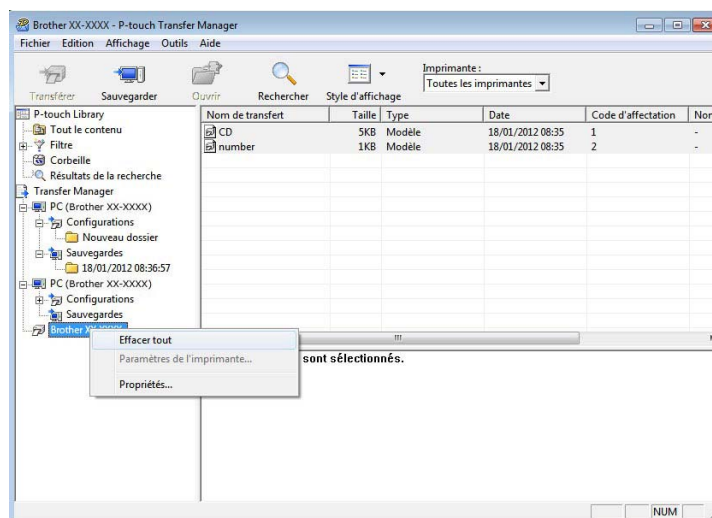 Brother XX-XXXX - P-touch Transfer Manager
Fichier Edition Affichage Outils Aide
Transférer Sauvegarder Ouvrir Rechercher Style d'affichage
Imprimante :
Toutes les imprimantes
P-touch Library
Tout le contenu
Filtre
Corbeille
Résultats de la recherche
Transfer Manager
PC (Brother XX-XXXX)
Configurations
Nouveau dossier
Sauvegardes
18/01/2012 08:36:57
PC (Brother XX-XXXX)
Configurations
Sauvegardes
Brother XX-XXXX
Nom de transfert Taille Type Date Code d'affectation Nor
CD 5KB Modèle 18/01/2012 08:35 1 -
number 1KB Modèle 18/01/2012 08:35 2 -
Effacer tout
Paramètres de l'imprimante...
Propriétés...
sont sélectionnés.
NUM